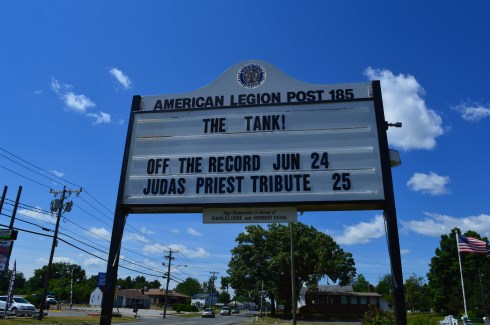 AMERICAN LEGION POST 185
THE TANK!
OFF THE RECORD JUN 24
JUDAS PRIEST TRIBUTE 25